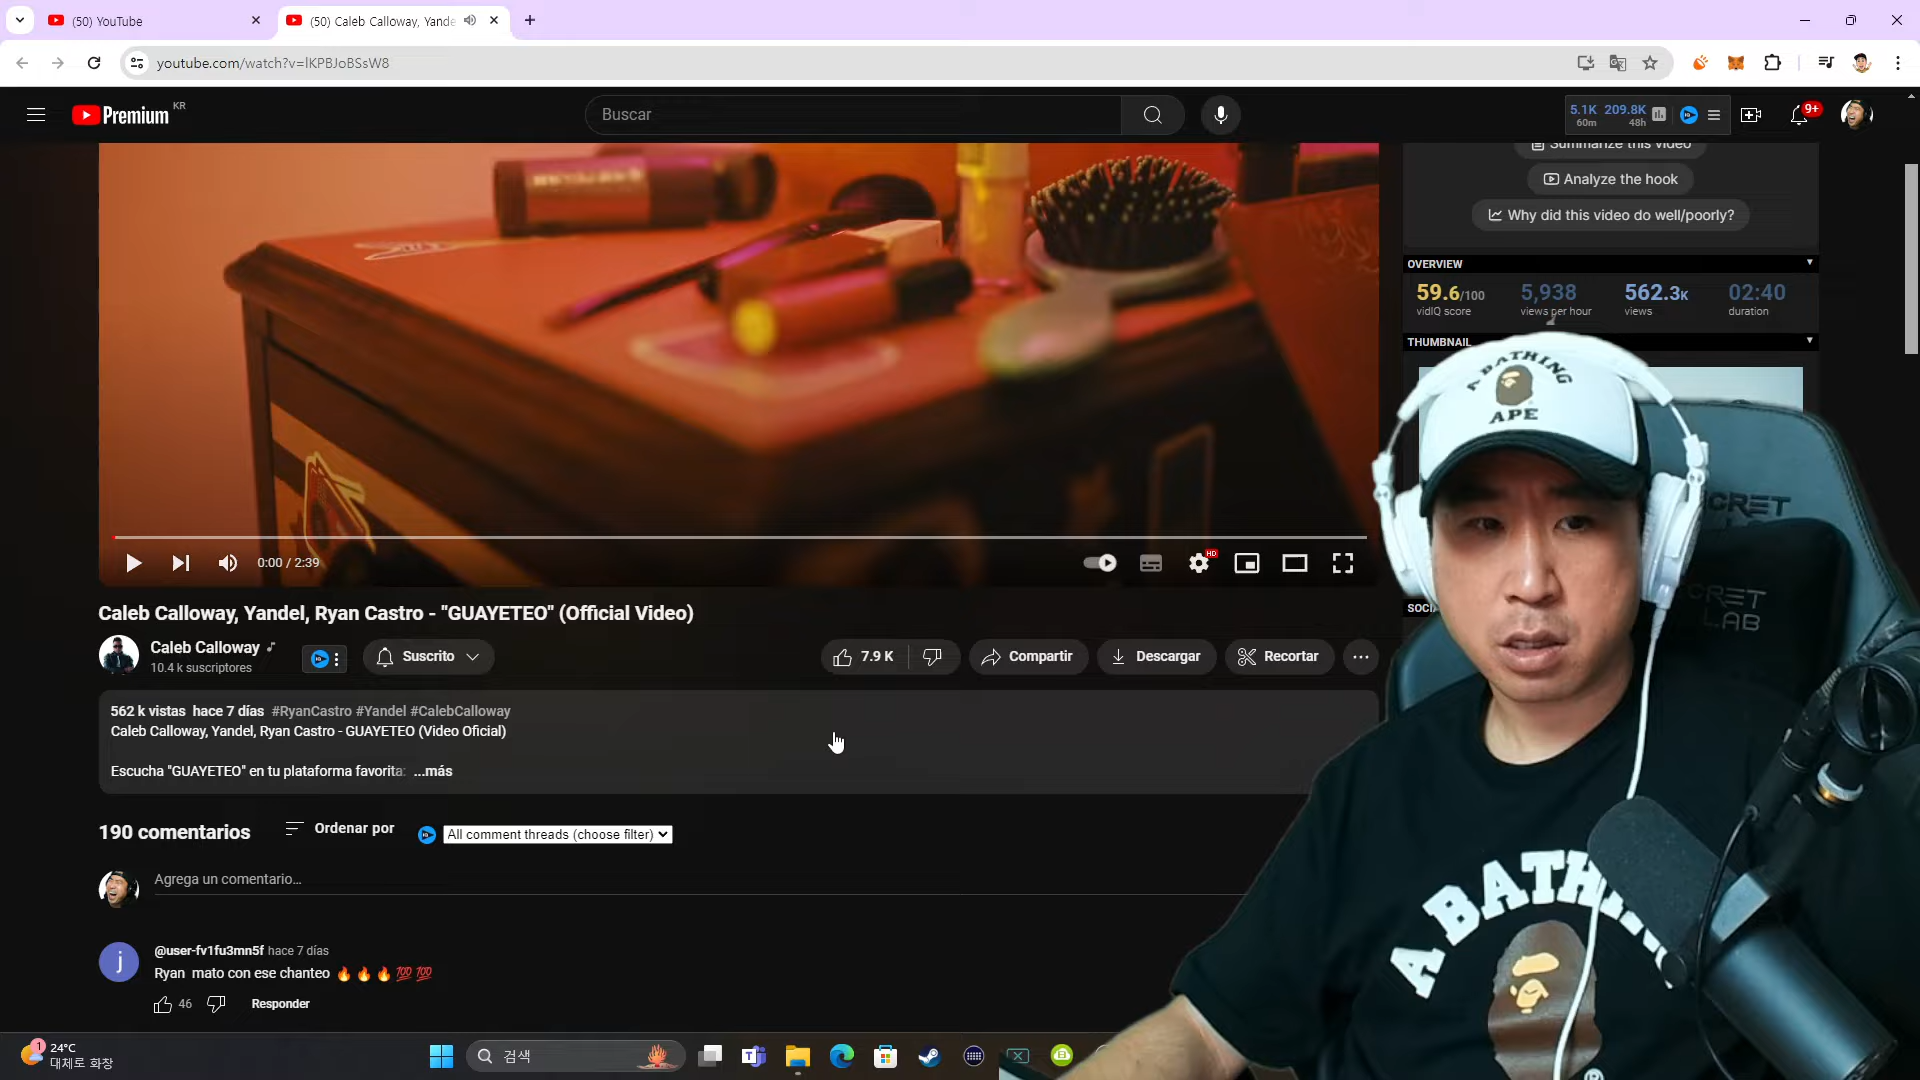 (50) YouTube
(50) Caleb Calloway, Yande
youtube.com/watch?v=lKPBJoBSsW8
Premium KR
Buscar
5.1K 209.8K
60m 48h
9+
Summarize this video
Analyze the hook
Why did this video do well/poorly?
OVERVIEW
59.6/100 5,938 562.3K 02:40
vidIQ score views per hour views duration
THUMBNAIL
A BATHING
APE
0:00 / 2:39
HD
Caleb Calloway, Yandel, Ryan Castro - "GUAYETEO" (Official Video)
Caleb Calloway
10.4 k suscriptores
Suscrito
7.9 K
Compartir
Descargar
Recortar
562 k vistas hace 7 días #RyanCastro #Yandel #CalebCalloway
Caleb Calloway, Yandel, Ryan Castro - GUAYETEO (Video Oficial)
Escucha "GUAYETEO" en tu plataforma favorita: ...más
190 comentarios
Ordenar por
All comment threads (choose filter)
Agrega un comentario...
j
@user-fv1fu3mn5f hace 7 días
Ryan mato con ese chanteo 🔥🔥🔥💯💯
46
Responder
LAB
A BATH
1
24°C
대체로 화창
검색